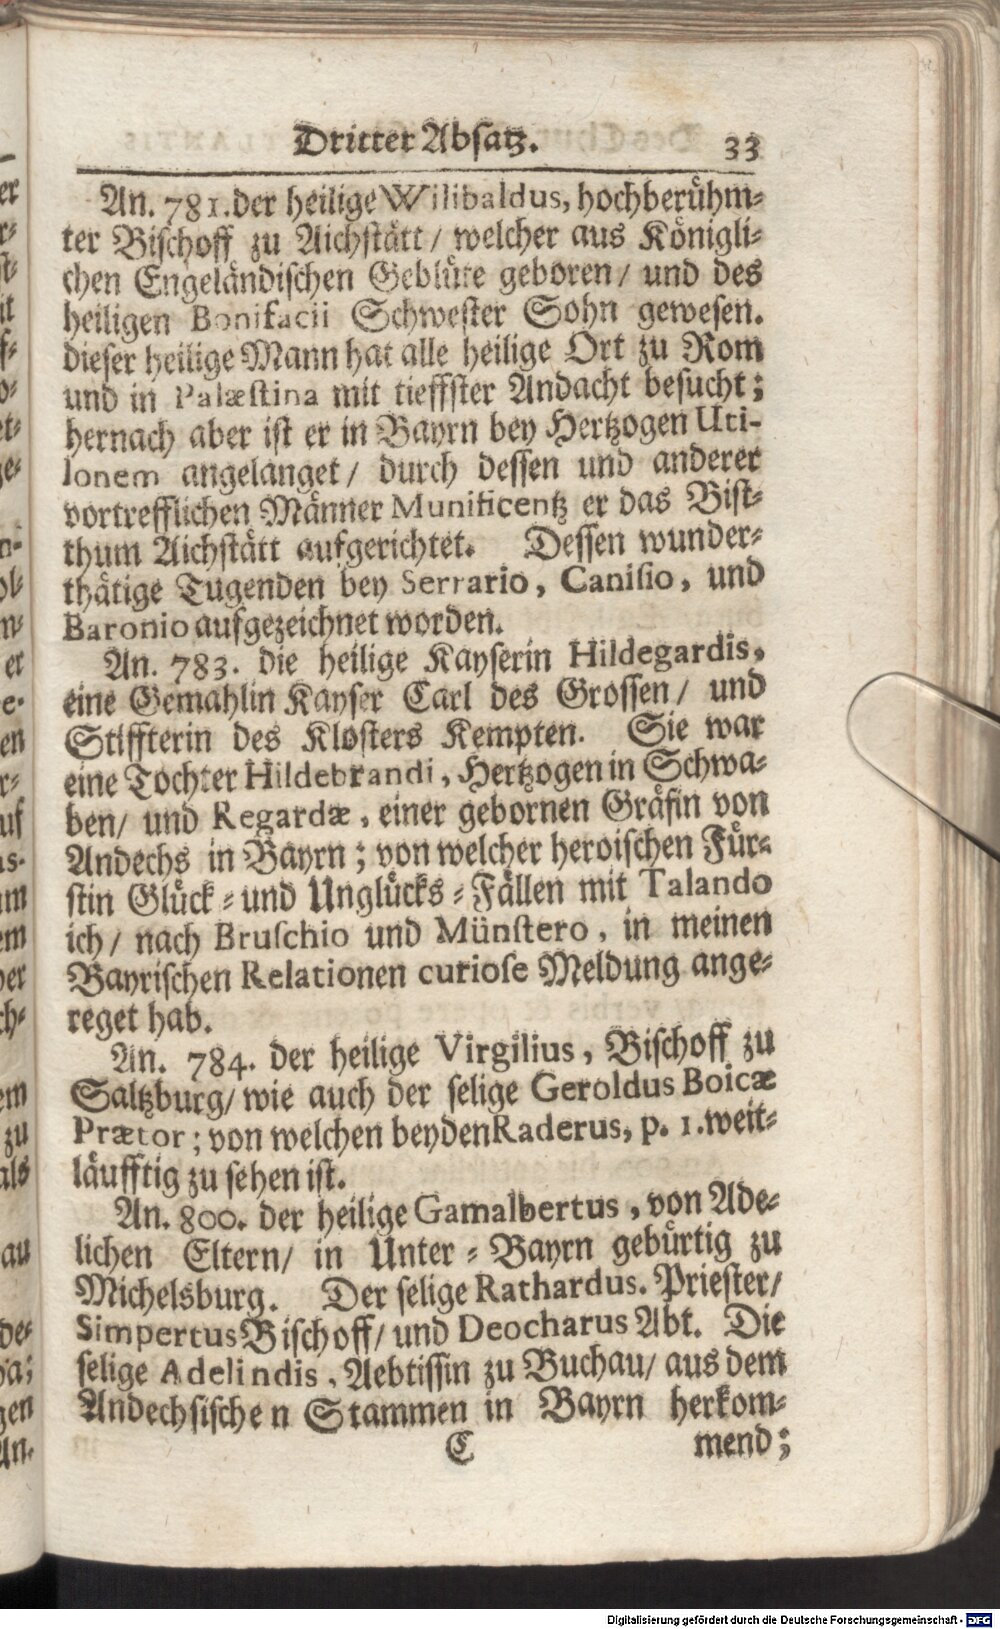 Dritter Absatz. 33
An. 781. der heilige Wilibaldus, hochberühm-
ter Bischoff zu Aichstätt / welcher aus Königli-
chen Engeländischen Geblüte geboren / und des
heiligen Bonifacii Schwester Sohn gewesen.
dieser heilige Mann hat alle heilige Ort zu Rom
und in Palæstina mit tieffster Andacht besucht;
hernach aber ist er in Bayrn bey Hertzogen Uti-
lonem angelanget / durch dessen und anderer
vortrefflichen Männer Munificentz er das Bist-
thum Aichstätt aufgerichtet. Dessen wunder-
thätige Tugenden bey Serrario, Canisio, und
Baronio aufgezeichnet worden.
An. 783. die heilige Kayserin Hildegardis,
eine Gemahlin Kayser Carl des Grossen / und
Stiffterin des Klosters Kempten. Sie war
eine Tochter Hildebrandi, Hertzogen in Schwa-
ben / und Regardæ, einer gebornen Gräfin von
Andechs in Bayrn; von welcher heroischen Für-
stin Glück- und Unglücks-Fällen mit Talando
ich / nach Bruschio und Münstero, in meinen
Bayrischen Relationen curiose Meldung ange-
reget hab.
An. 784. der heilige Virgilius, Bischoff zu
Saltzburg / wie auch der selige Geroldus Boicæ
Prætor; von welchen beyden Raderus, p. 1. weit-
läufftig zu sehen ist.
An. 800. der heilige Gamalbertus, von Ade-
lichen Eltern / in Unter-Bayrn gebürtig zu
Michelsburg. Der selige Rathardus. Priester /
Simpertus Bischoff / und Deocharus Abt. Die
selige Adelindis, Aebtissin zu Buchau / aus dem
Andechsischen Stammen in Bayrn herkom-
C mend;
Digitalisierung gefördert durch die Deutsche Forschungsgemeinschaft - DFG